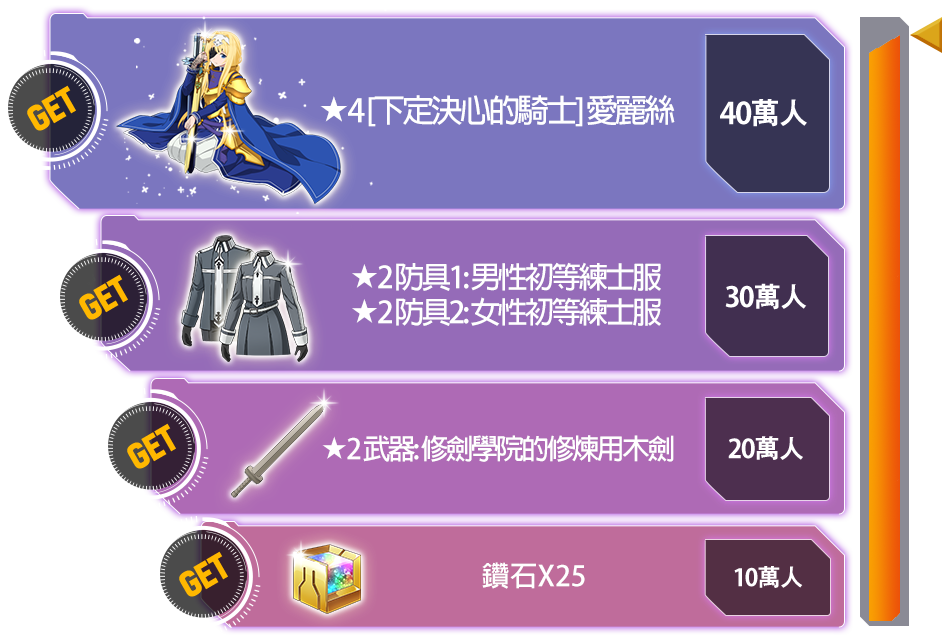 GET
★4 [下定決心的騎士] 愛麗絲
40萬人
GET
★2 防具1: 男性初等練士服
★2 防具2: 女性初等練士服
30萬人
GET
★2 武器: 修劍學院的修煉用木劍
20萬人
GET
鑽石X25
10萬人